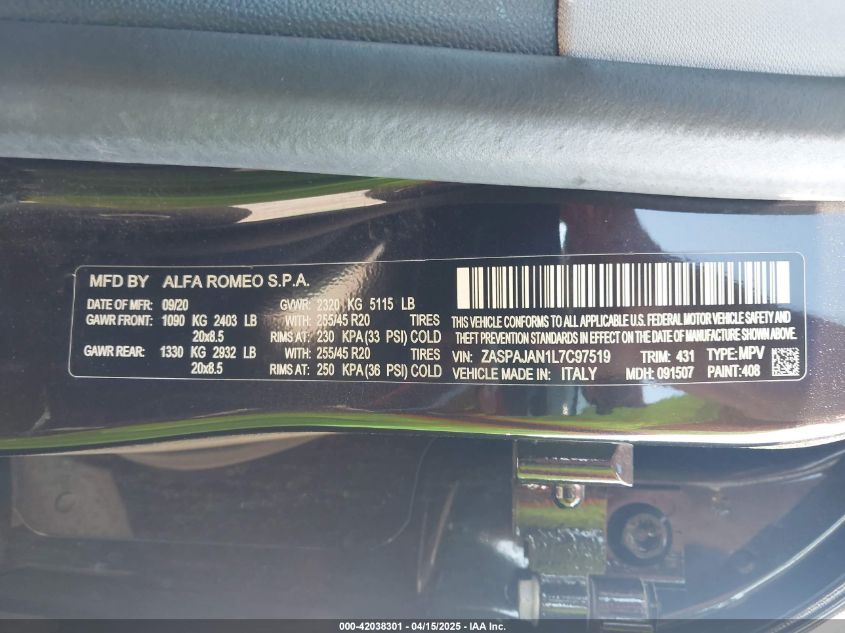 MFD BY ALFA ROMEO S.P.A.
DATE OF MFR: 09/20 GVWR: 2320 KG 5115 LB
GAWR FRONT: 1090 KG 2403 LB WITH: 255/45 R20 TIRES
20x8.5 RIMS AT: 230 KPA (33 PSI) COLD
GAWR REAR: 1330 KG 2932 LB WITH: 255/45 R20 TIRES
20x8.5 RIMS AT: 250 KPA (36 PSI) COLD
THIS VEHICLE CONFORMS TO ALL APPLICABLE U.S. FEDERAL MOTOR VEHICLE SAFETY AND
THEFT PREVENTION STANDARDS IN EFFECT ON THE DATE OF MANUFACTURE SHOWN ABOVE.
VIN: ZASPAJAN1L7C97519 TRIM: 431 TYPE: MPV
VEHICLE MADE IN: ITALY MDH: 091507 PAINT: 408
000-42038301 - 04/15/2025 - IAA Inc.